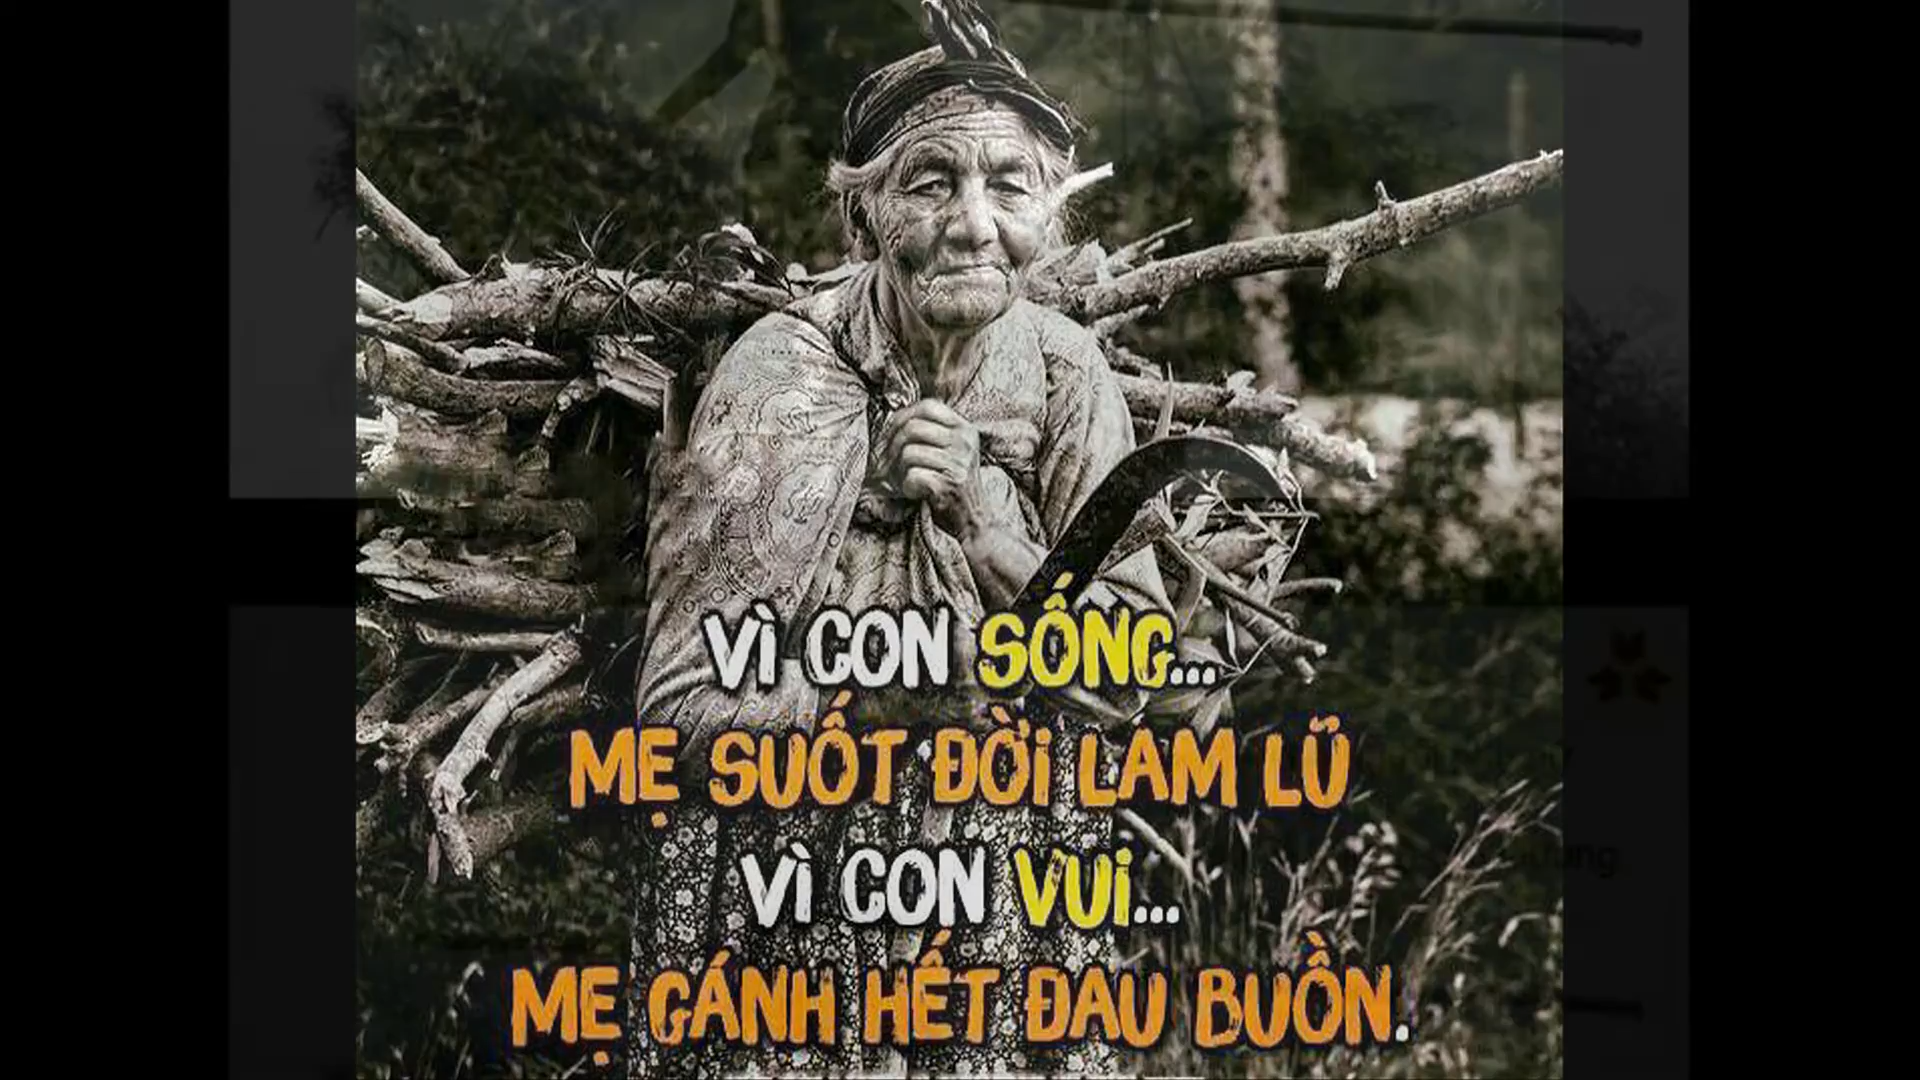 VÌ CON SỐNG...
MẸ SUỐT ĐỜI LAM LŨ
VÌ CON VUI...
MẸ GÁNH HẾT ĐAU BUỒN.